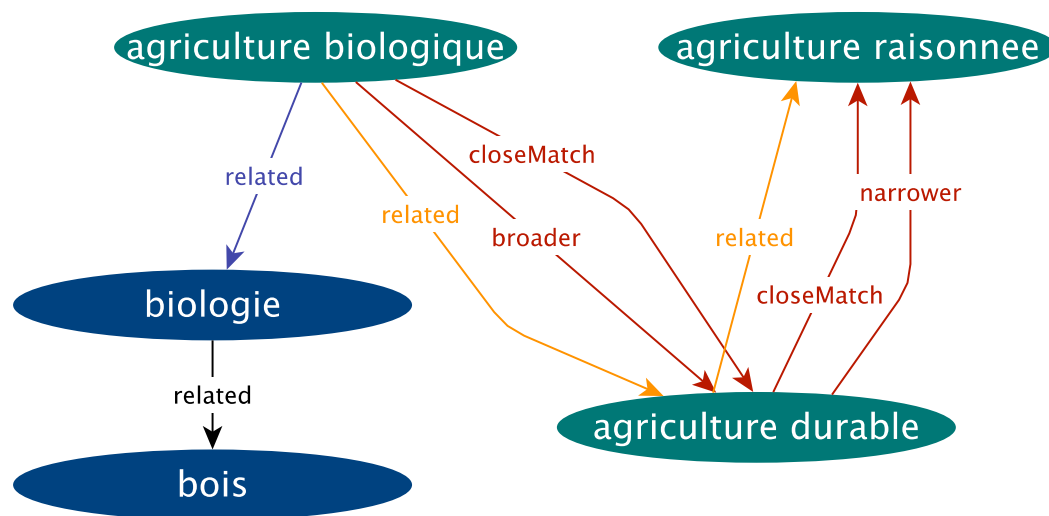 agriculture biologique
agriculture raisonnee
closeMatch
related
narrower
related
broader
related
closeMatch
biologie
related
agriculture durable
bois